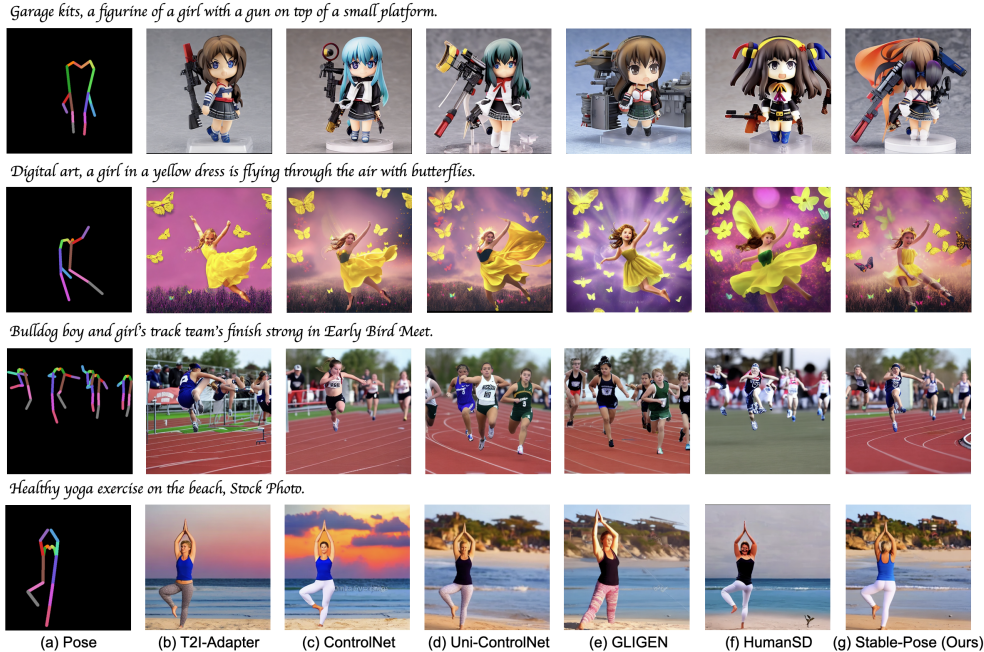 Garage kits, a figurine of a girl with a gun on top of a small platform.
Digital art, a girl in a yellow dress is flying through the air with butterflies.
Bulldog boy and girl's track team's finish strong in Early Bird Meet.
Healthy yoga exercise on the beach, Stock Photo.
(a) Pose (b) T2I-Adapter (c) ControlNet (d) Uni-ControlNet (e) GLIGEN (f) HumanSD (g) Stable-Pose (Ours)